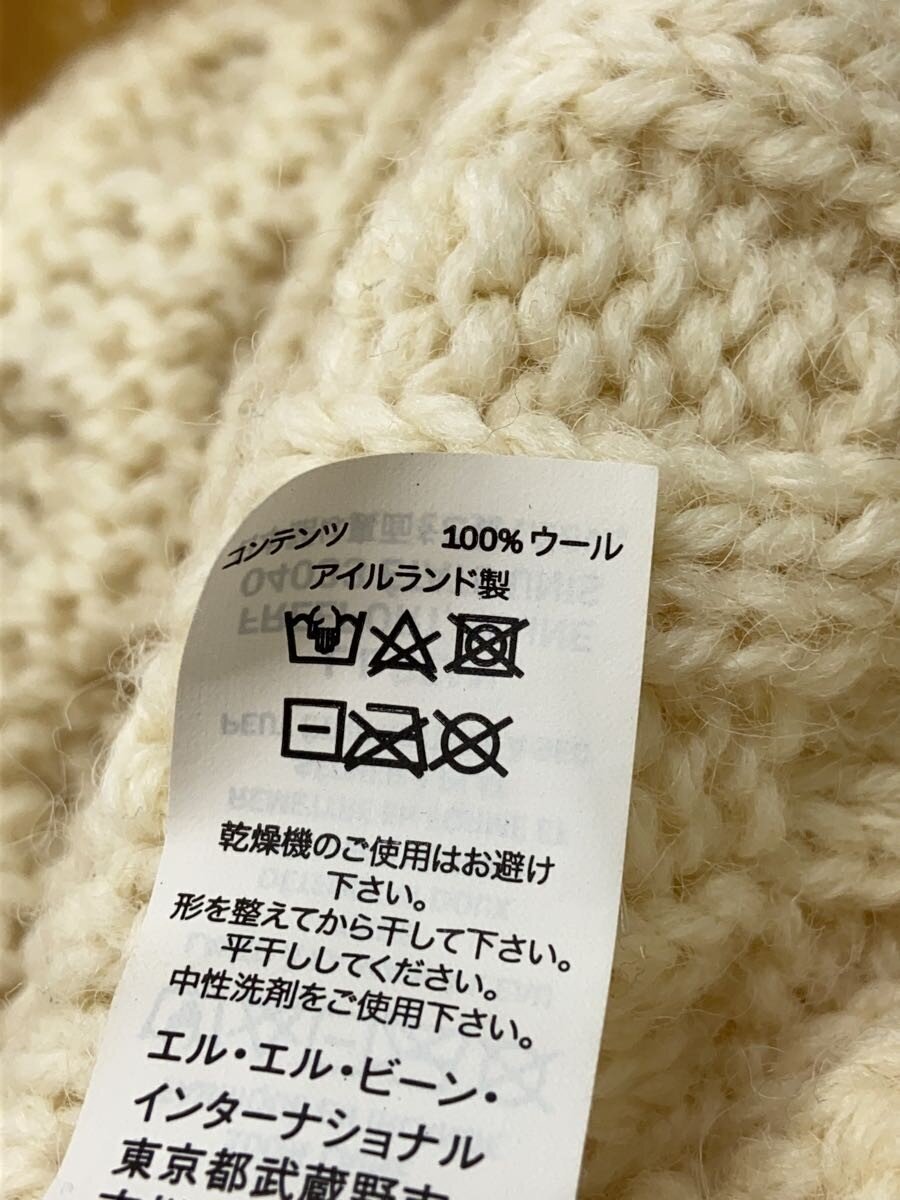 コンテンツ 100% ウール
アイルランド製
乾燥機のご使用はお避け
下さい。
形を整えてから干して下さい。
平干ししてください。
中性洗剤をご使用下さい。
エル・エル・ビーン・
インターナショナル
東京都武蔵野市